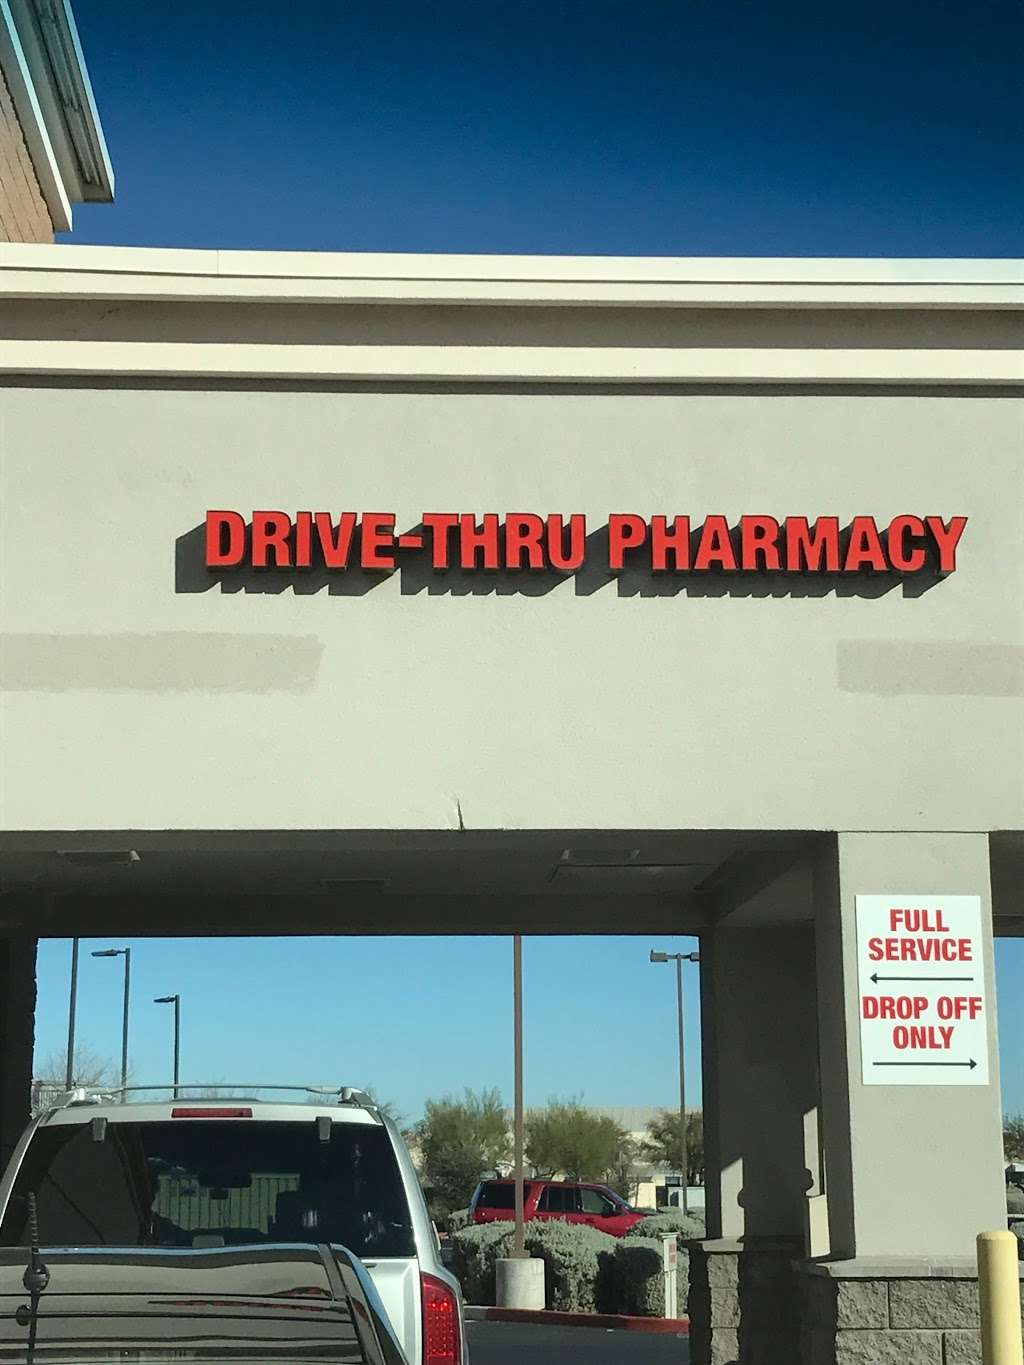 DRIVE-THRU PHARMACY
FULL
SERVICE
DROP OFF
ONLY